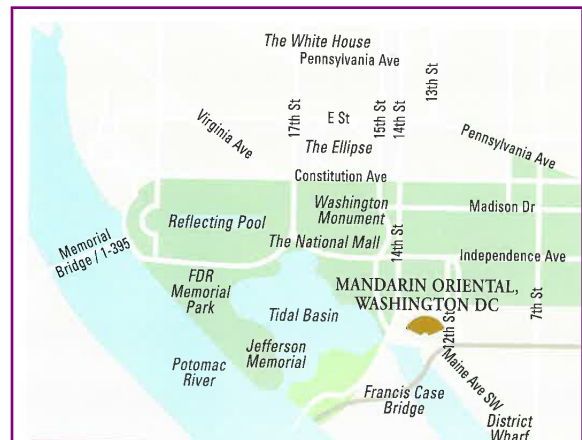 The White House
Pennsylvania Ave
13th St
Virginia Ave
17th St
E St
15th St
14th St
The Ellipse
Pennsylvania Ave
Constitution Ave
Washington
Monument
Madison Dr
Reflecting Pool
Memorial
Bridge / 1-395
The National Mall
14th St
Independence Ave
FDR
Memorial
Park
MANDARIN ORIENTAL,
WASHINGTON DC
7th St
Tidal Basin
12th St
Jefferson
Memorial
Potomac
River
Maine Ave SW
Francis Case
Bridge
District
Wharf